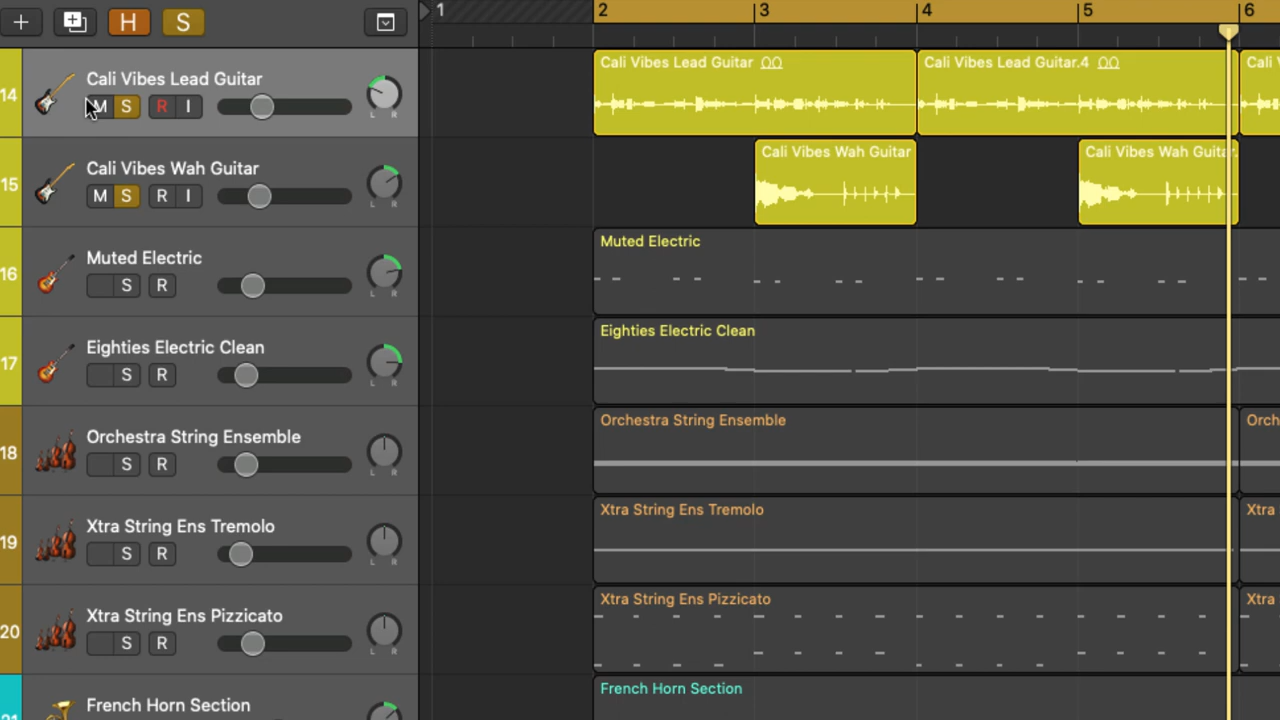 H S
1 2 3 4 5 6
14 Cali Vibes Lead Guitar
M S R I
L R
Cali Vibes Lead Guitar Cali Vibes Lead Guitar.4 Cali V
15 Cali Vibes Wah Guitar
M S R I
L R
Cali Vibes Wah Guitar Cali Vibes Wah Guitar.
16 Muted Electric
S R
L R
Muted Electric
17 Eighties Electric Clean
S R
L R
Eighties Electric Clean
18 Orchestra String Ensemble
S R
L R
Orchestra String Ensemble Orch
19 Xtra String Ens Tremolo
S R
L R
Xtra String Ens Tremolo Xtra
20 Xtra String Ens Pizzicato
S R
L R
Xtra String Ens Pizzicato Xtra
21 French Horn Section
French Horn Section